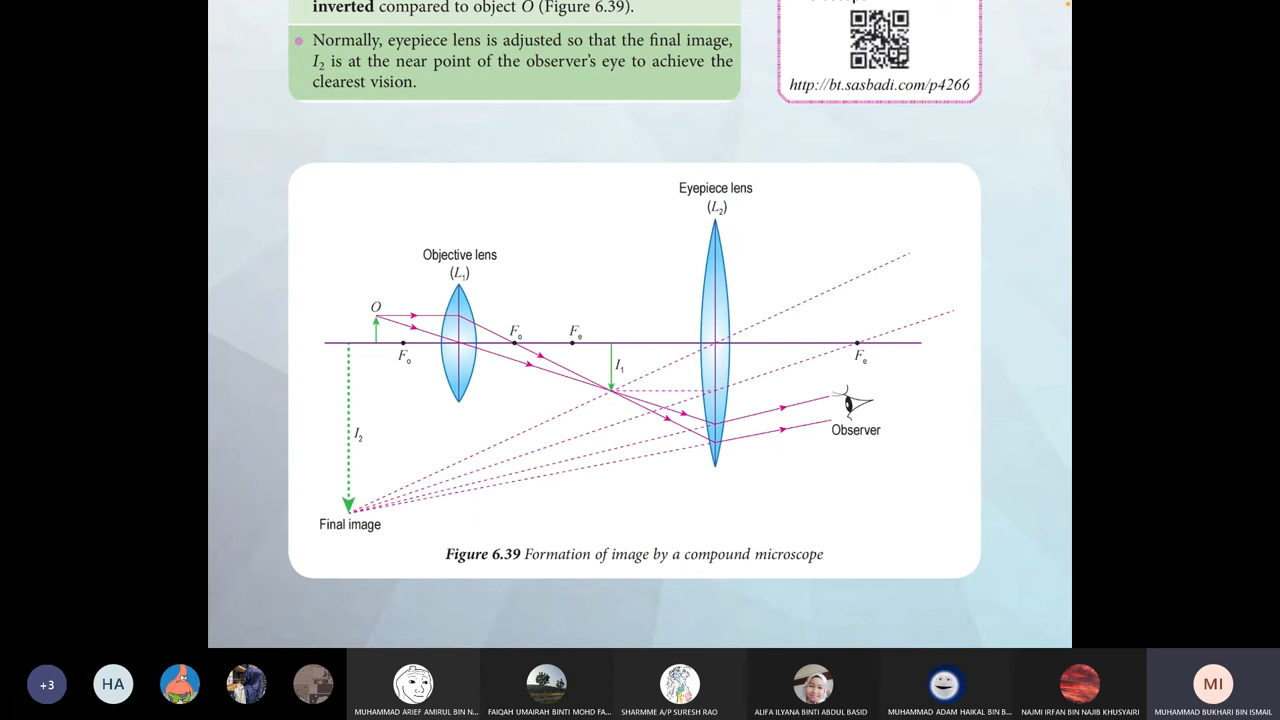 inverted compared to object O (Figure 6.39).
Normally, eyepiece lens is adjusted so that the final image,
I2 is at the near point of the observer's eye to achieve the
clearest vision.
http://bt.sasbadi.com/p4266
Eyepiece lens
(L2)
Objective lens
(L1)
O
Fo
Fe
Fo
I1
Fe
I2
Observer
Final image
Figure 6.39 Formation of image by a compound microscope
+3
HA
MUHAMMAD ARIEF AMIRUL BIN N...
FAIQAH UMAIRAH BINTI MOHD FA...
SHARMME A/P SURESH RAO
ALIFA ILYANA BINTI ABDUL BASID
MUHAMMAD ADAM HAIKAL BIN B...
NAJMI IRFAN BIN NAJIB KHUSYAIRI
MI
MUHAMMAD BUKHARI BIN ISMAIL